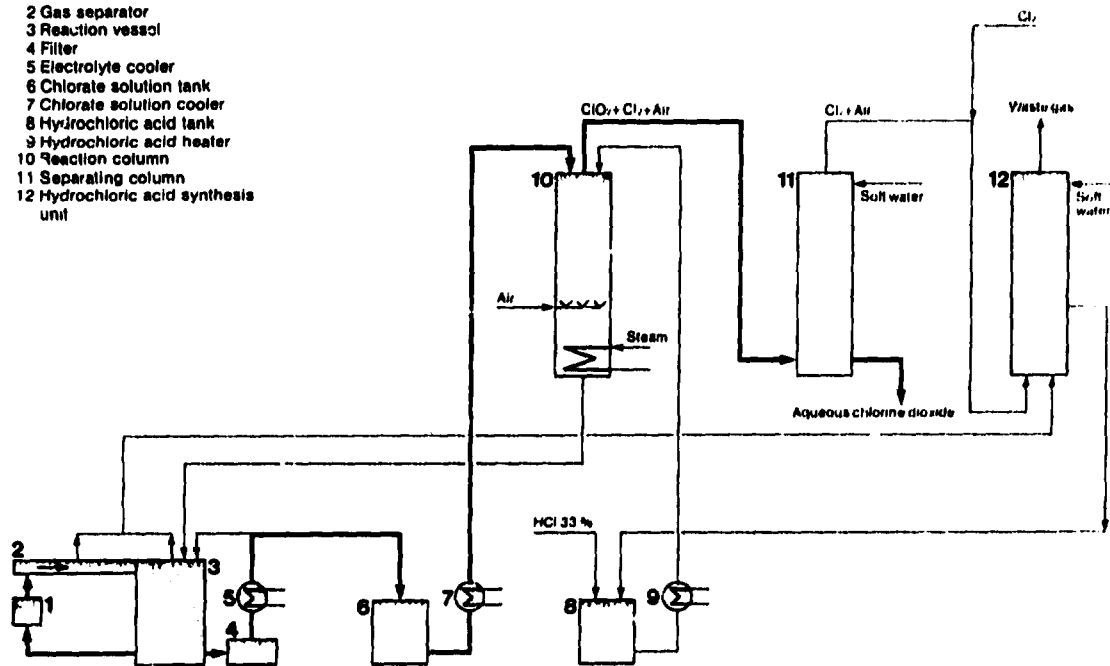 2 Gas separator
3 Reaction vessel
4 Filter
5 Electrolyte cooler
6 Chlorate solution tank
7 Chlorate solution cooler
8 Hydrochloric acid tank
9 Hydrochloric acid heater
10 Reaction column
11 Separating column
12 Hydrochloric acid synthesis
unit
Cl₂
ClO₂ + Cl₂ + Air
Cl₂ + Air
Waste gas
10
11
12
Soft water
Soft
water
Air
Steam
Aqueous chlorine dioxide
HCl 33 %
2
3
1
5
4
6
7
8
9